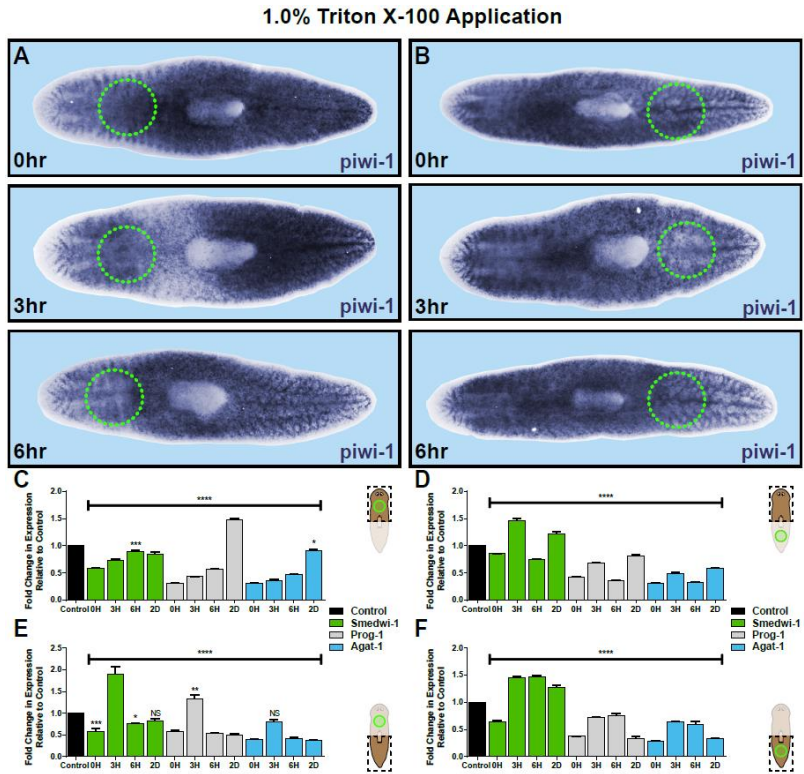 1.0% Triton X-100 Application
A
0hr
piwi-1
B
0hr
piwi-1
3hr
piwi-1
3hr
piwi-1
6hr
piwi-1
6hr
piwi-1
C
Fold Change in Expression
Relative to Control
2.0
1.5
1.0
0.5
0.0
****
***
*
Control 0H 3H 6H 2D 0H 3H 6H 2D 0H 3H 6H 2D
D
Fold Change in Expression
Relative to Control
2.0
1.5
1.0
0.5
0.0
****
Control 0H 3H 6H 2D 0H 3H 6H 2D 0H 3H 6H 2D
Control
Smedwi-1
Prog-1
Agat-1
Control
Smedwi-1
Prog-1
Agat-1
E
Fold Change in Expression
Relative to Control
2.5
2.0
1.5
1.0
0.5
0.0
****
***
*
NS
**
NS
Control 0H 3H 6H 2D 0H 3H 6H 2D 0H 3H 6H 2D
F
Fold Change in Expression
Relative to Control
2.0
1.5
1.0
0.5
0.0
****
Control 0H 3H 6H 2D 0H 3H 6H 2D 0H 3H 6H 2D